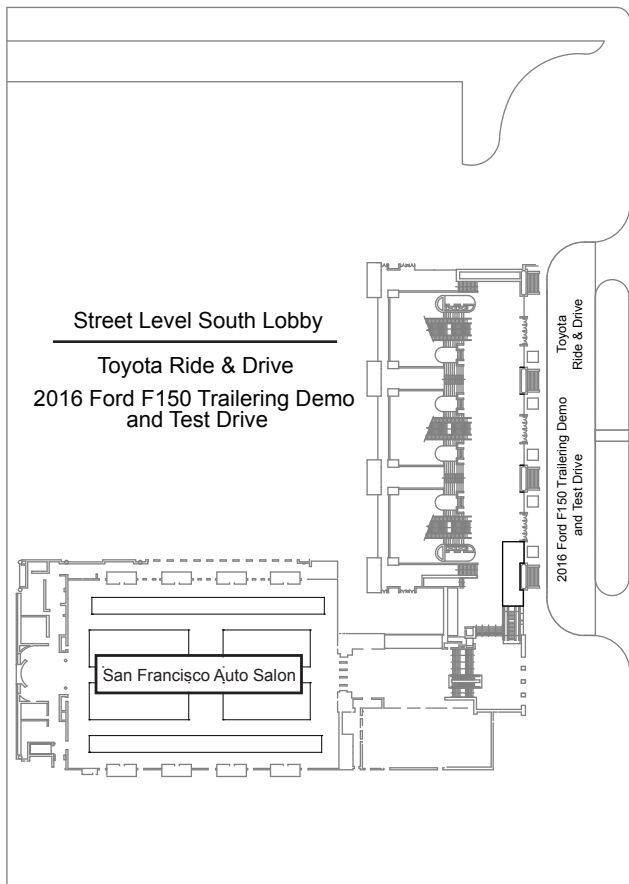 Street Level South Lobby
Toyota Ride & Drive
2016 Ford F150 Trailering Demo
and Test Drive
Toyota
Ride & Drive
2016 Ford F150 Trailering Demo
and Test Drive
San Francisco Auto Salon